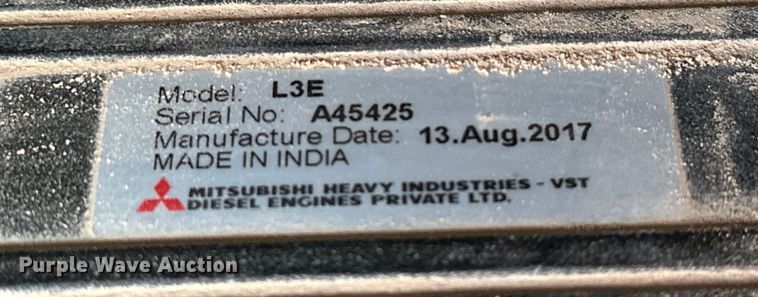 Model: L3E
Serial No: A45425
Manufacture Date: 13.Aug.2017
MADE IN INDIA
MITSUBISHI HEAVY INDUSTRIES - VST
DIESEL ENGINES PRIVATE LTD.
Purple Wave Auction